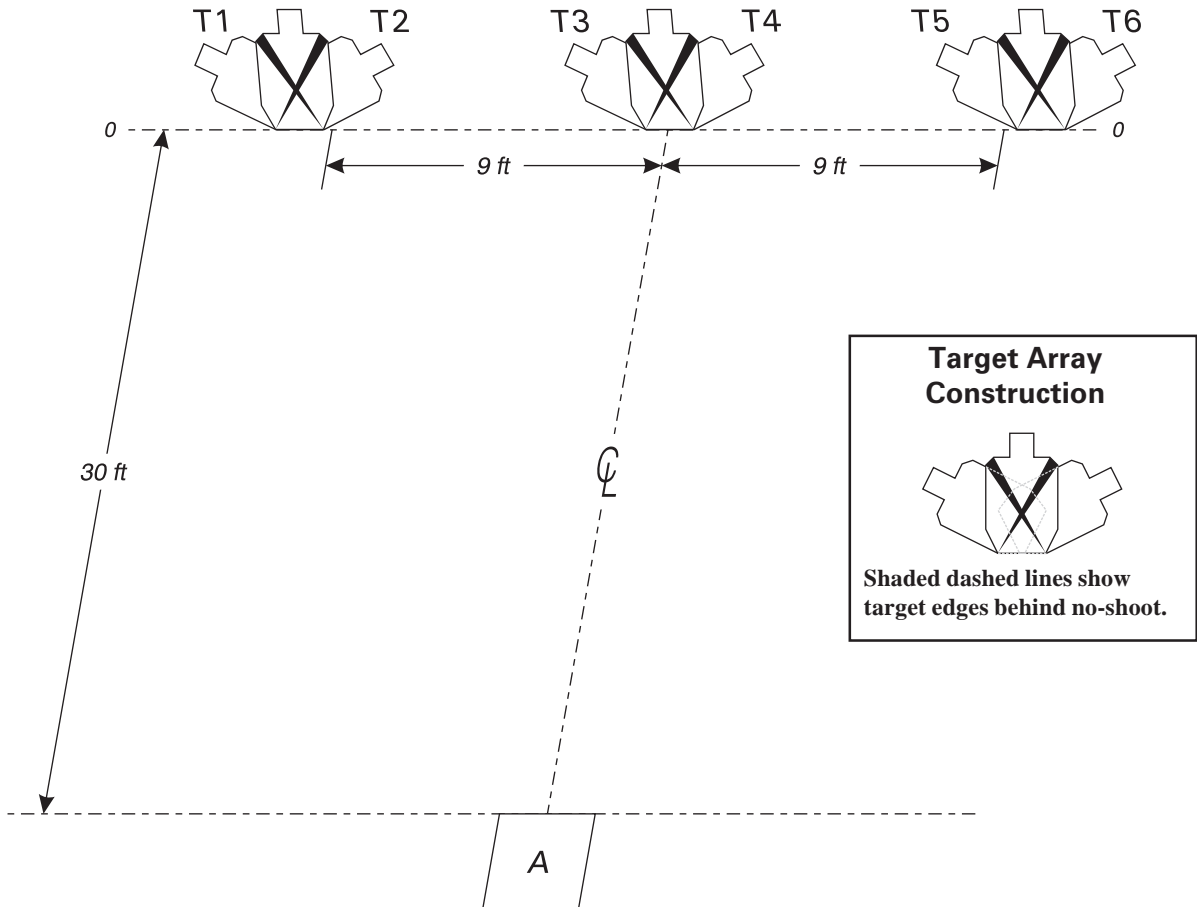 T1 T2 T3 T4 T5 T6
0 0
9 ft 9 ft
30 ft
CL
A
Target Array
Construction
Shaded dashed lines show
target edges behind no-shoot.